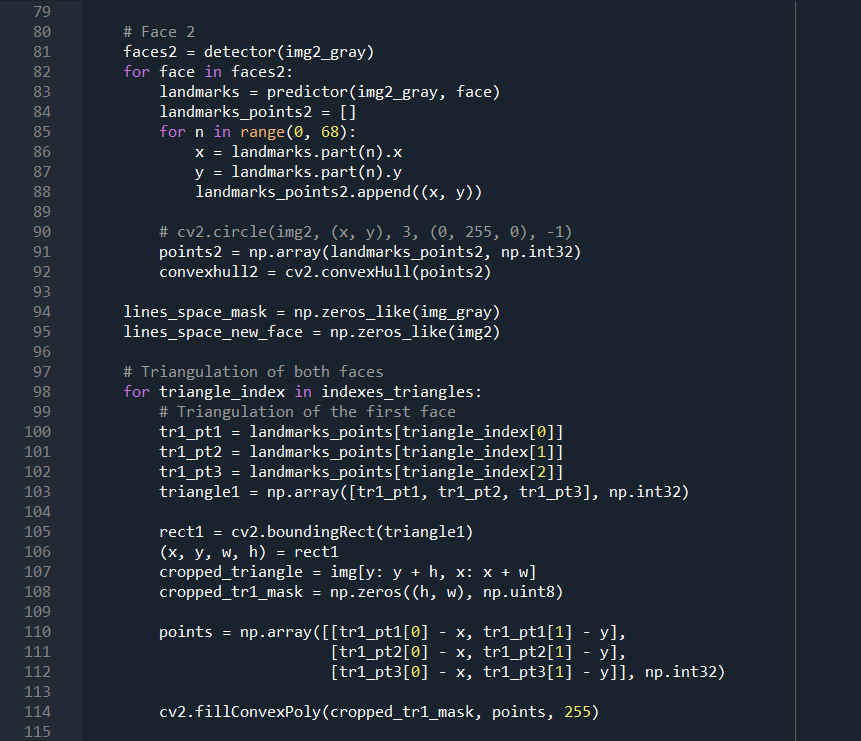 79
80 # Face 2
81 faces2 = detector(img2_gray)
82 for face in faces2:
83 landmarks = predictor(img2_gray, face)
84 landmarks_points2 = []
85 for n in range(0, 68):
86 x = landmarks.part(n).x
87 y = landmarks.part(n).y
88 landmarks_points2.append((x, y))
89
90 # cv2.circle(img2, (x, y), 3, (0, 255, 0), -1)
91 points2 = np.array(landmarks_points2, np.int32)
92 convexhull2 = cv2.convexHull(points2)
93
94 lines_space_mask = np.zeros_like(img_gray)
95 lines_space_new_face = np.zeros_like(img2)
96
97 # Triangulation of both faces
98 for triangle_index in indexes_triangles:
99 # Triangulation of the first face
100 tr1_pt1 = landmarks_points[triangle_index[0]]
101 tr1_pt2 = landmarks_points[triangle_index[1]]
102 tr1_pt3 = landmarks_points[triangle_index[2]]
103 triangle1 = np.array([tr1_pt1, tr1_pt2, tr1_pt3], np.int32)
104
105 rect1 = cv2.boundingRect(triangle1)
106 (x, y, w, h) = rect1
107 cropped_triangle = img[y: y + h, x: x + w]
108 cropped_tr1_mask = np.zeros((h, w), np.uint8)
109
110 points = np.array([[tr1_pt1[0] - x, tr1_pt1[1] - y],
111 [tr1_pt2[0] - x, tr1_pt2[1] - y],
112 [tr1_pt3[0] - x, tr1_pt3[1] - y]], np.int32)
113
114 cv2.fillConvexPoly(cropped_tr1_mask, points, 255)
115